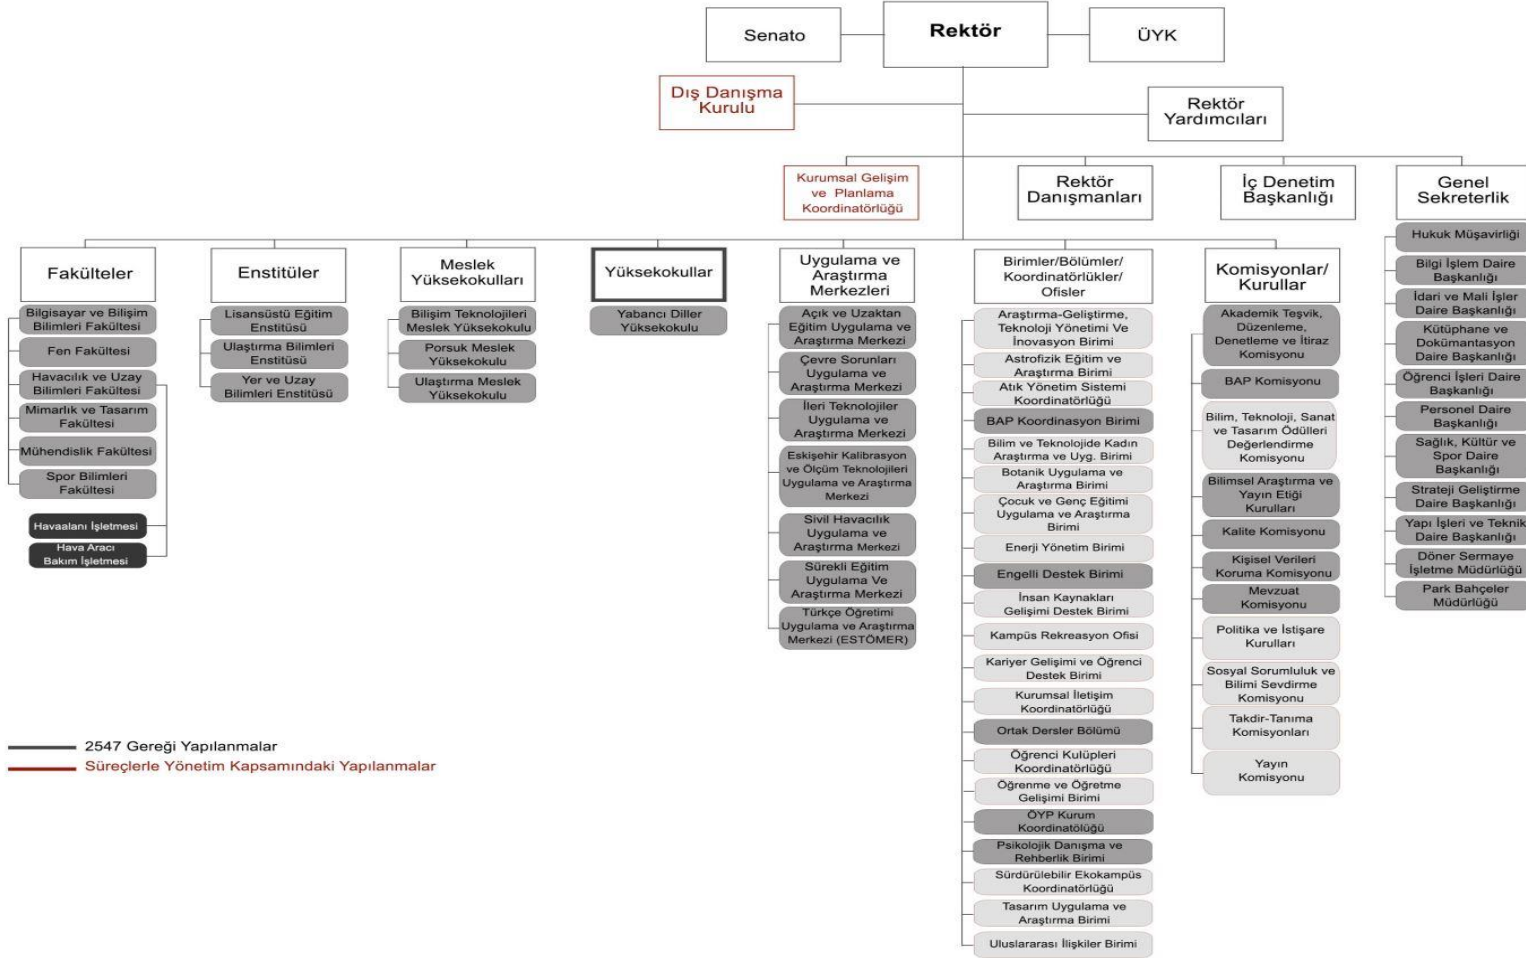 Senato
Rektör
ÜYK
Dış Danışma
Kurulu
Rektör
Yardımcıları
Kurumsal Gelişim
ve Planlama
Koordinatörlüğü
Rektör
Danışmanları
İç Denetim
Başkanlığı
Genel
Sekreterlik
Hukuk Müşavirliği
Bilgi İşlem Daire
Başkanlığı
İdari ve Mali İşler
Daire Başkanlığı
Kütüphane ve
Dokümantasyon
Daire Başkanlığı
Öğrenci İşleri Daire
Başkanlığı
Personel Daire
Başkanlığı
Sağlık, Kültür ve
Spor Daire
Başkanlığı
Strateji Geliştirme
Daire Başkanlığı
Yapı İşleri ve Teknik
Daire Başkanlığı
Döner Sermaye
İşletme Müdürlüğü
Park Bahçeler
Müdürlüğü
Fakülteler
Bilgisayar ve Bilişim
Bilimleri Fakültesi
Fen Fakültesi
Havacılık ve Uzay
Bilimleri Fakültesi
Mimarlık ve Tasarım
Fakültesi
Mühendislik Fakültesi
Spor Bilimleri
Fakültesi
Havaalanı İşletmesi
Hava Aracı
Bakım İşletmesi
Enstitüler
Lisansüstü Eğitim
Enstitüsü
Ulaştırma Bilimleri
Enstitüsü
Yer ve Uzay
Bilimleri Enstitüsü
Meslek
Yüksekokulları
Bilişim Teknolojileri
Meslek Yüksekokulu
Porsuk Meslek
Yüksekokulu
Ulaştırma Meslek
Yüksekokulu
Yüksekokullar
Yabancı Diller
Yüksekokulu
Uygulama ve
Araştırma
Merkezleri
Açık ve Uzaktan
Eğitim Uygulama ve
Araştırma Merkezi
Çevre Sorunları
Uygulama ve
Araştırma Merkezi
İleri Teknolojiler
Uygulama ve
Araştırma Merkezi
Eskişehir Kalibrasyon
ve Ölçüm Teknolojileri
Uygulama ve Araştırma
Merkezi
Sivil Havacılık
Uygulama ve
Araştırma Merkezi
Sürekli Eğitim
Uygulama Ve
Araştırma Merkezi
Türkçe Öğretimi
Uygulama ve Araştırma
Merkezi (ESTÖMER)
Birimler/Bölümler/
Koordinatörlükler/
Ofisler
Araştırma-Geliştirme,
Teknoloji Yönetimi Ve
İnovasyon Birimi
Astrofizik Eğitim ve
Araştırma Birimi
Atık Yönetim Sistemi
Koordinatörlüğü
BAP Koordinasyon Birimi
Bilim ve Teknolojide Kadın
Araştırma ve Uyg. Birimi
Botanik Uygulama ve
Araştırma Birimi
Çocuk ve Genç Eğitimi
Uygulama ve Araştırma
Birimi
Enerji Yönetim Birimi
Engelli Destek Birimi
İnsan Kaynakları
Gelişimi Destek Birimi
Kampüs Rekreasyon Ofisi
Kariyer Gelişimi ve Öğrenci
Destek Birimi
Kurumsal İletişim
Koordinatörlüğü
Ortak Dersler Bölümü
Öğrenci Kulüpleri
Koordinatörlüğü
Öğrenme ve Öğretme
Gelişimi Birimi
ÖYP Kurum
Koordinatölüğü
Psikolojik Danışma ve
Rehberlik Birimi
Sürdürülebilir Ekokampüs
Koordinatörlüğü
Tasarım Uygulama ve
Araştırma Birimi
Uluslararası İlişkiler Birimi
Komisyonlar/
Kurullar
Akademik Teşvik,
Düzenleme,
Denetleme ve İtiraz
Komisyonu
BAP Komisyonu
Bilim, Teknoloji, Sanat
ve Tasarım Ödülleri
Değerlendirme
Komisyonu
Bilimsel Araştırma ve
Yayın Etiği
Kurulları
Kalite Komisyonu
Kişisel Verileri
Koruma Komisyonu
Mevzuat
Komisyonu
Politika ve İstişare
Kurulları
Sosyal Sorumluluk ve
Bilimi Sevdirme
Komisyonu
Takdir-Tanıma
Komisyonları
Yayın
Komisyonu
2547 Gereği Yapılanmalar
Süreçlerle Yönetim Kapsamındaki Yapılanmalar